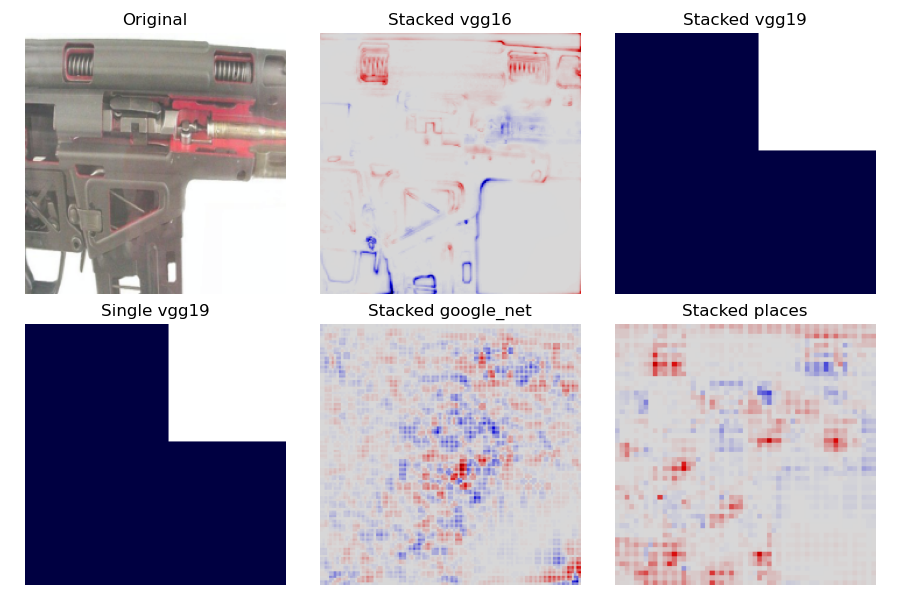 Original
Stacked vgg16
Stacked vgg19
Single vgg19
Stacked google_net
Stacked places